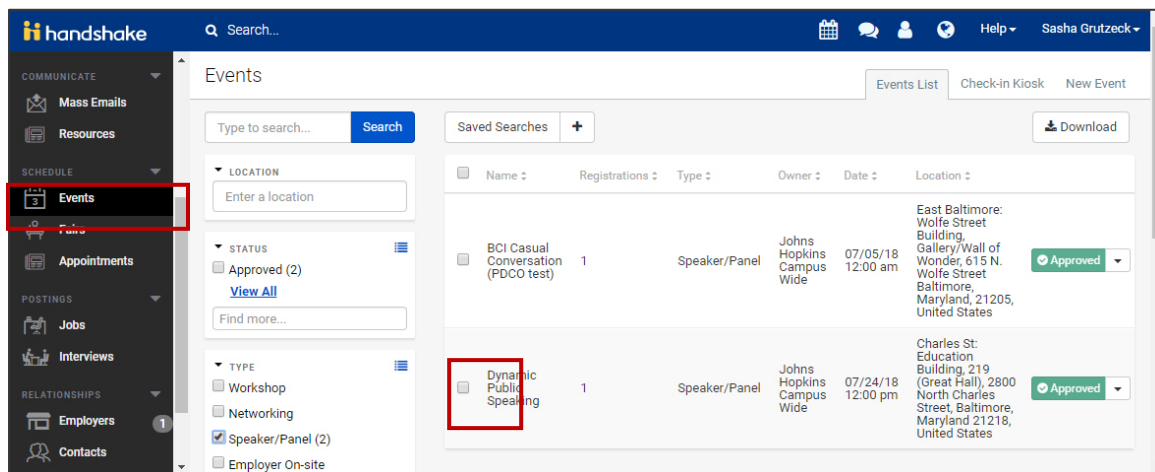 handshake
Search...
Help
Sasha Grutzeck
COMMUNICATE
Mass Emails
Resources
SCHEDULE
3
Events
Fairs
Appointments
POSTINGS
Jobs
Interviews
RELATIONSHIPS
Employers 1
Contacts
Events
Events List
Check-in Kiosk
New Event
Type to search...
Search
LOCATION
Enter a location
STATUS
Approved (2)
View All
Find more...
TYPE
Workshop
Networking
Speaker/Panel (2)
Employer On-site
Saved Searches
+
Download
Name Registrations Type Owner Date Location
BCI Casual
Conversation
(PDCO test)
1
Speaker/Panel
Johns
Hopkins
Campus
Wide
07/05/18
12:00 am
East Baltimore:
Wolfe Street
Building,
Gallery/Wall of
Wonder, 615 N.
Wolfe Street
Baltimore,
Maryland, 21205,
United States
Approved
Dynamic
Public
Speaking
1
Speaker/Panel
Johns
Hopkins
Campus
Wide
07/24/18
12:00 pm
Charles St:
Education
Building, 219
(Great Hall), 2800
North Charles
Street, Baltimore,
Maryland 21218,
United States
Approved